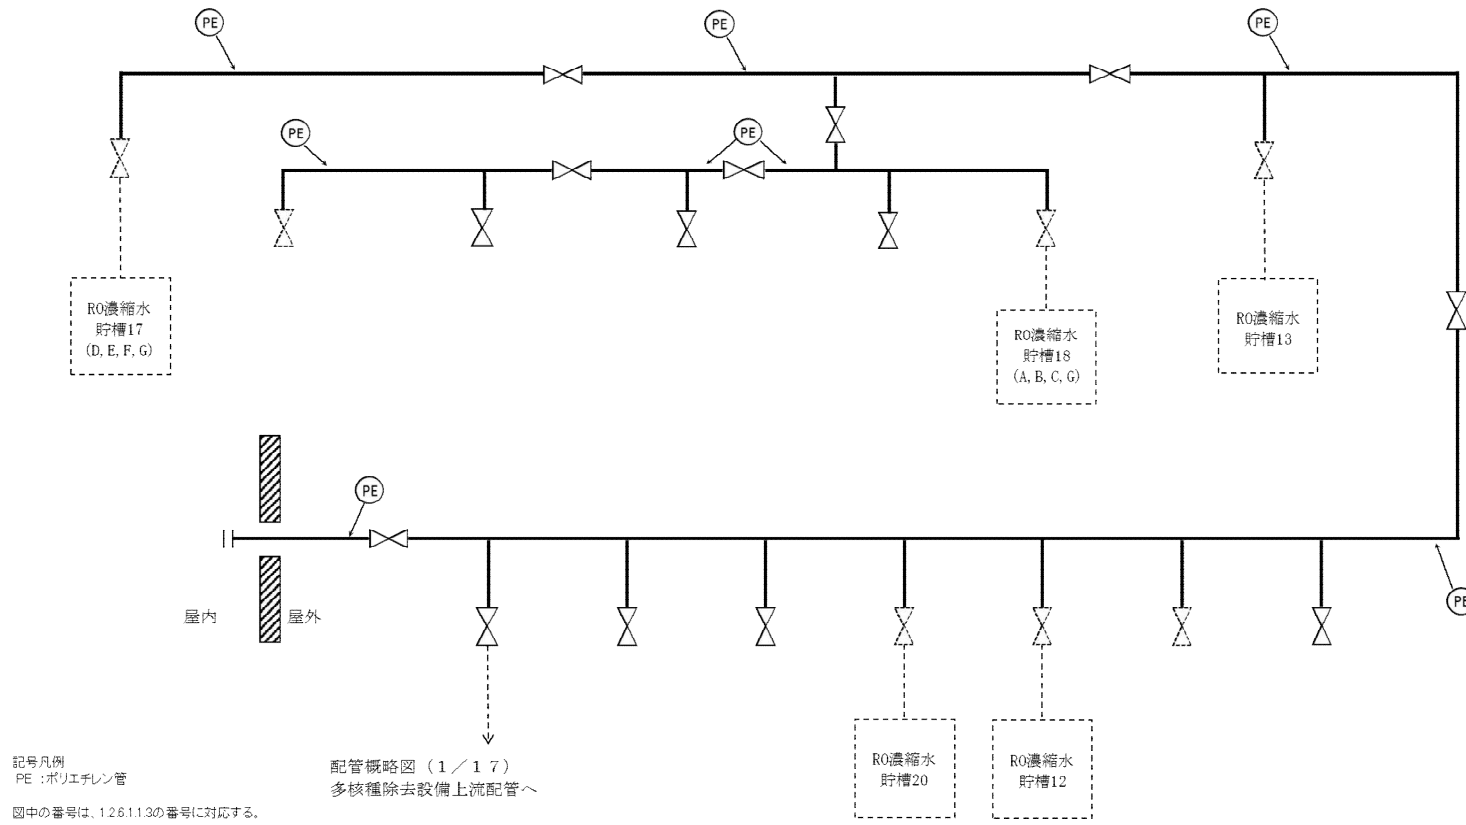 PE
PE
PE
PE
PE
RO濃縮水
貯槽17
(D, E, F, G)
RO濃縮水
貯槽18
(A, B, C, G)
RO濃縮水
貯槽13
PE
PE
屋内
屋外
RO濃縮水
貯槽20
RO濃縮水
貯槽12
配管概略図（１／１７）
多核種除去設備上流配管へ
記号凡例
PE ：ポリエチレン管
図中の番号は、1.2.6.1.1.3の番号に対応する。